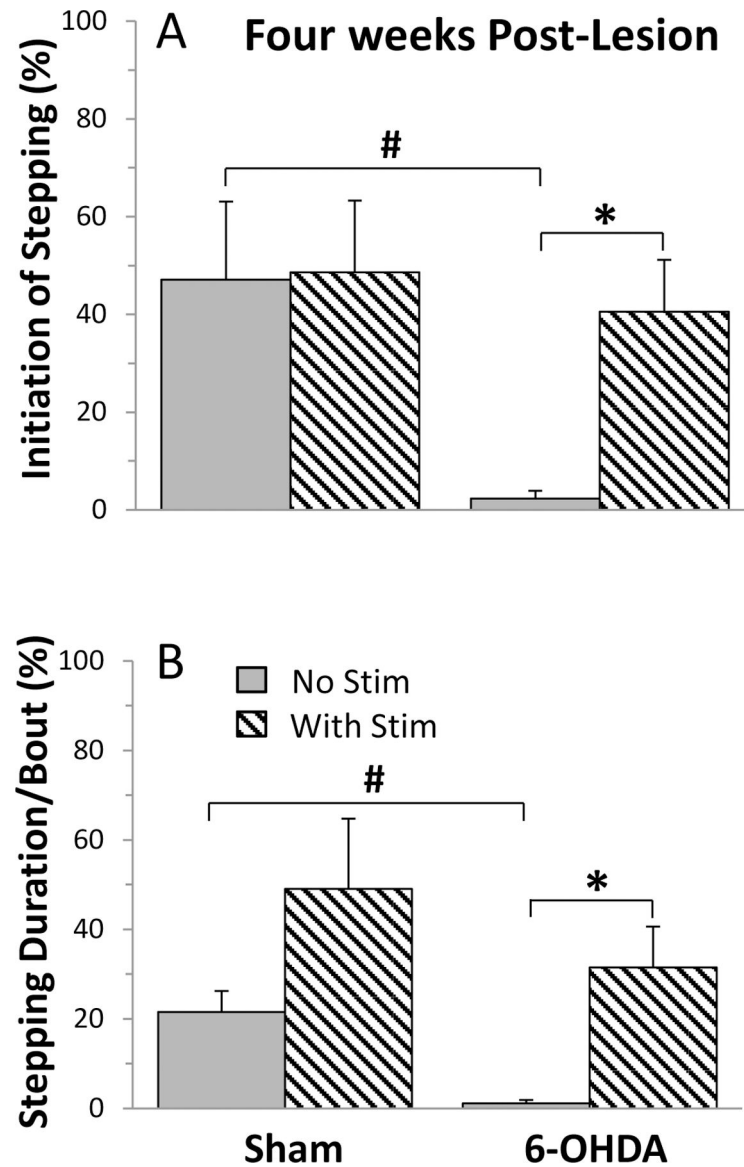 A Four weeks Post-Lesion
Initiation of Stepping (%)
100
80
60
40
20
0
#
*
B
Stepping Duration/Bout (%)
100
80
60
40
20
0
No Stim
With Stim
#
*
Sham 6-OHDA